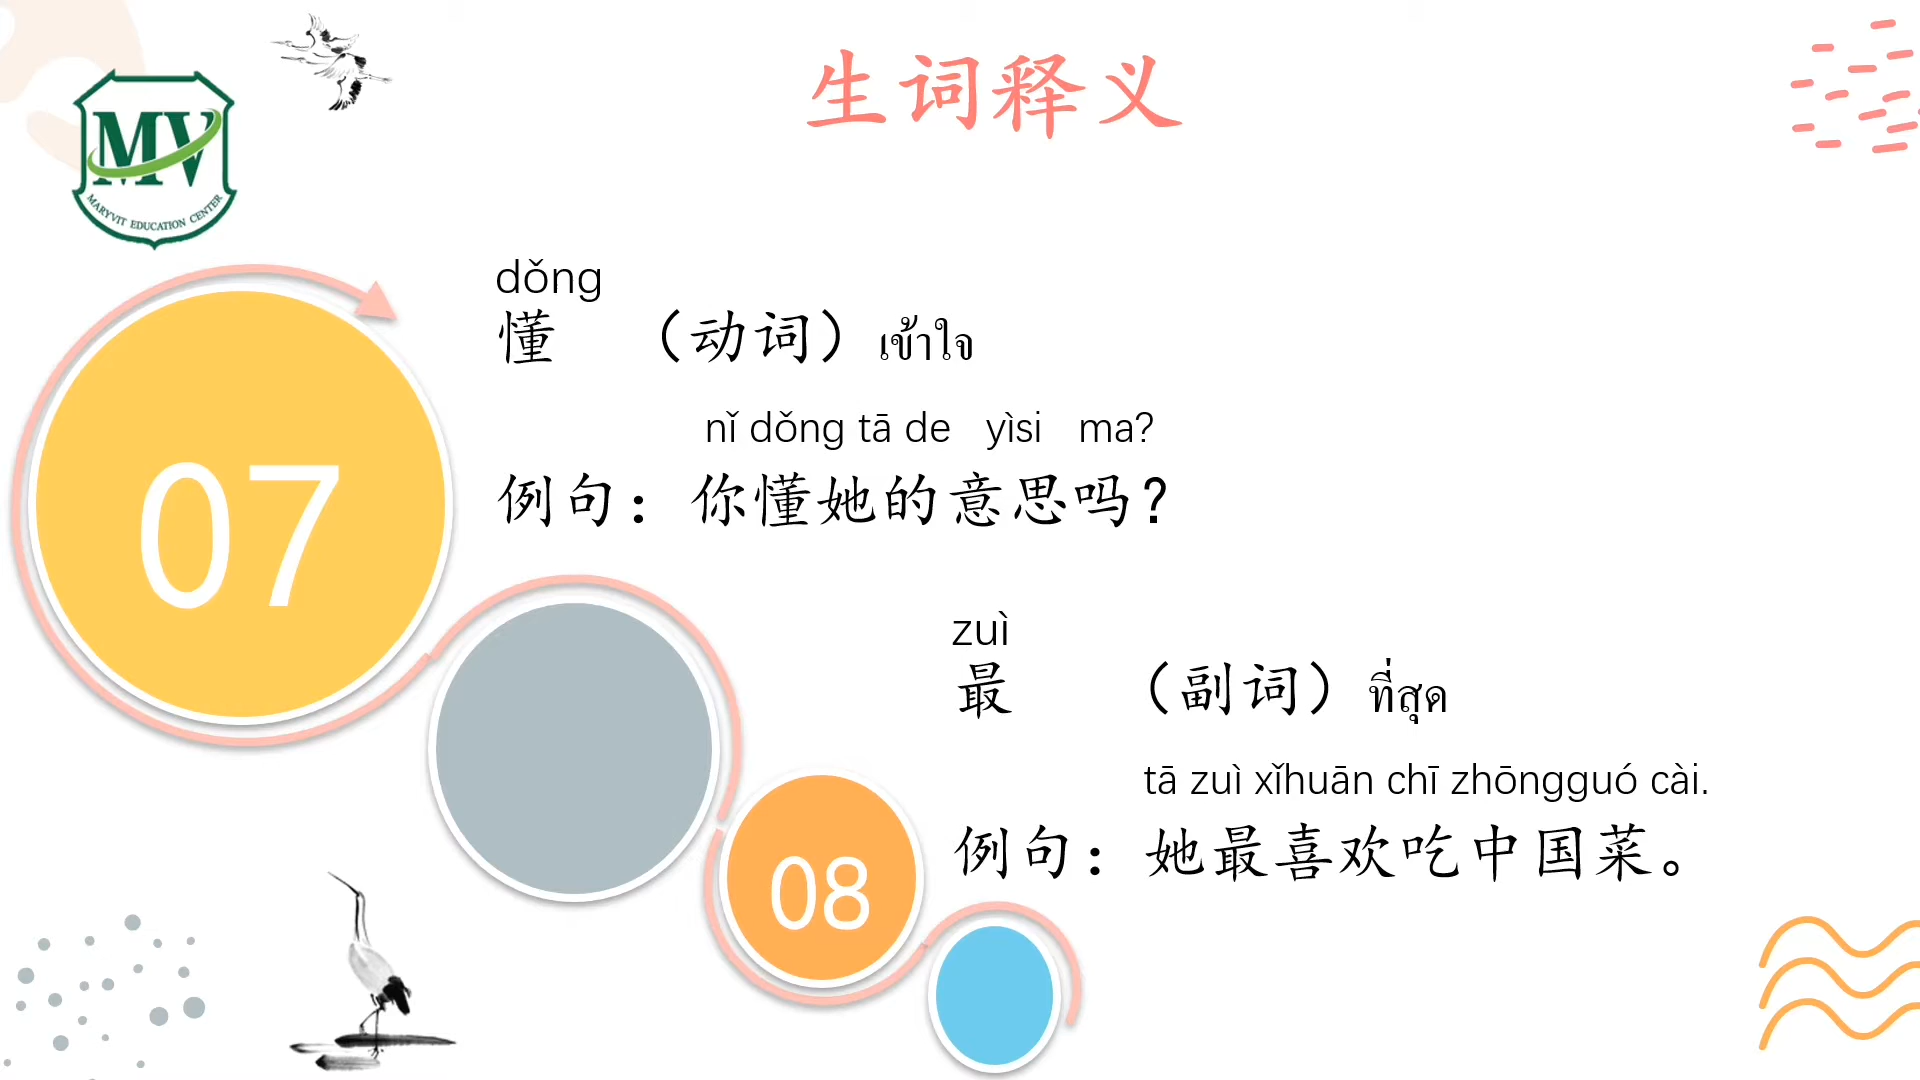 生词释义
MV
MARYVIT EDUCATION CENTER
dǒng
懂 （动词）เข้าใจ
nǐ dǒng tā de yìsi ma?
例句：你懂她的意思吗？
07
zuì
最 （副词）ที่สุด
tā zuì xǐhuān chī zhōngguó cài.
例句：她最喜欢吃中国菜。
08